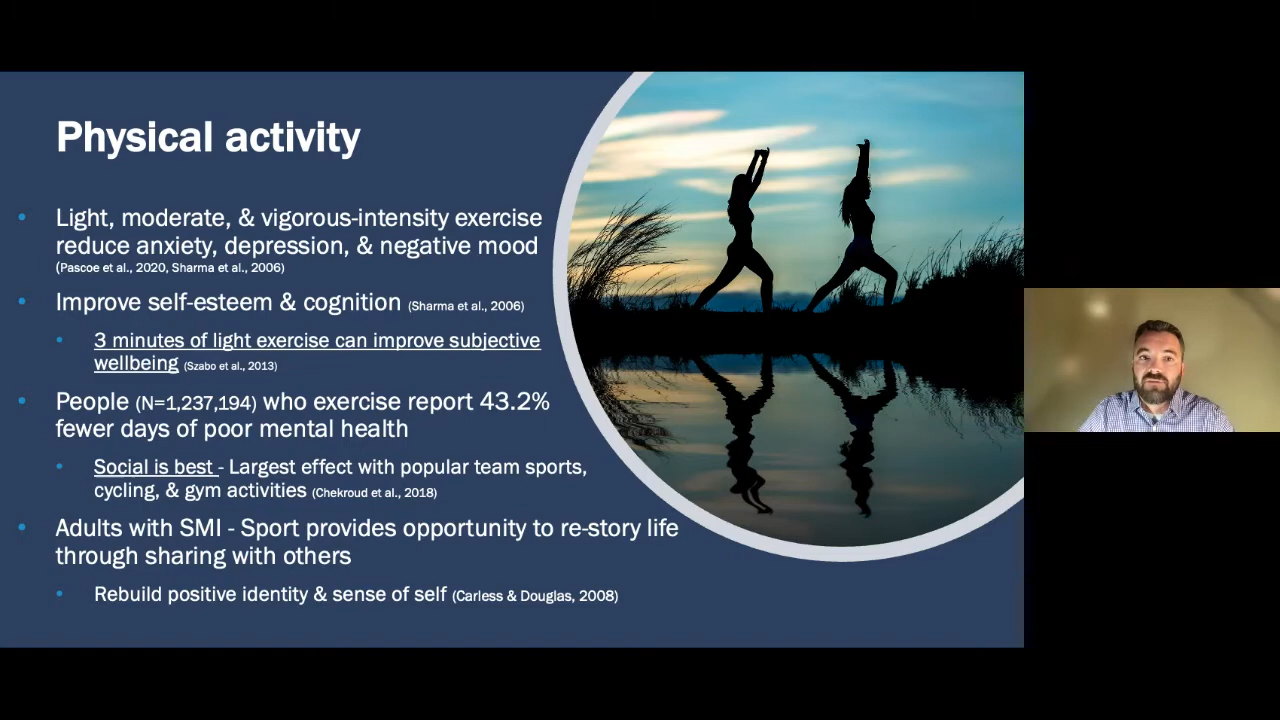 Physical activity
• Light, moderate, & vigorous-intensity exercise
reduce anxiety, depression, & negative mood
(Pascoe et al., 2020, Sharma et al., 2006)
• Improve self-esteem & cognition (Sharma et al., 2006)
• 3 minutes of light exercise can improve subjective
wellbeing (Szabo et al., 2013)
• People (N=1,237,194) who exercise report 43.2%
fewer days of poor mental health
• Social is best - Largest effect with popular team sports,
cycling, & gym activities (Chekroud et al., 2018)
• Adults with SMI - Sport provides opportunity to re-story life
through sharing with others
• Rebuild positive identity & sense of self (Carless & Douglas, 2008)